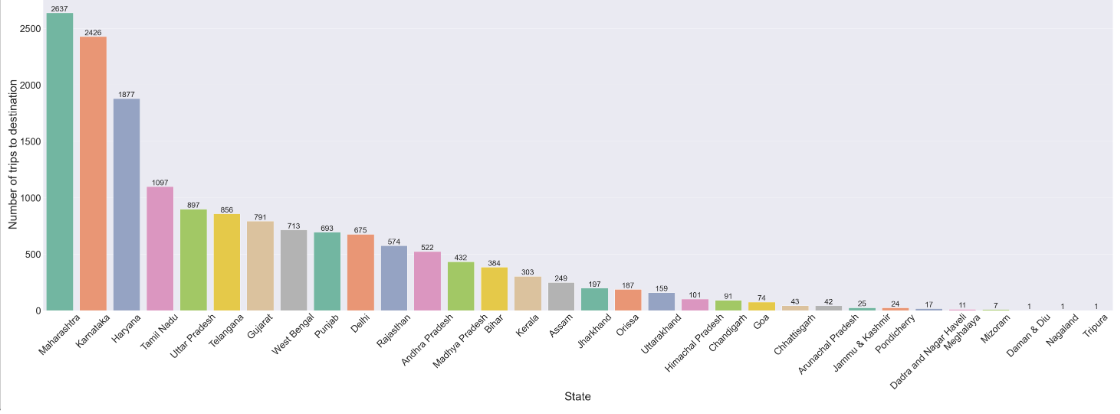 Number of trips to destination
2500
2000
1500
1000
500
0
2637
2426
1877
1097
897
856
791
713
693
675
574
522
432
384
303
249
197
187
159
101
91
74
43
42
25
24
17
11
7
1
1
1
Maharashtra
Karnataka
Haryana
Tamil Nadu
Uttar Pradesh
Telangana
Gujarat
West Bengal
Punjab
Delhi
Rajasthan
Andhra Pradesh
Madhya Pradesh
Bihar
Kerala
Assam
Jharkhand
Orissa
Uttarakhand
Himachal Pradesh
Chandigarh
Goa
Chhattisgarh
Arunachal Pradesh
Jammu & Kashmir
Pondicherry
Dadra and Nagar Haveli
Meghalaya
Mizoram
Daman & Diu
Nagaland
Tripura
State